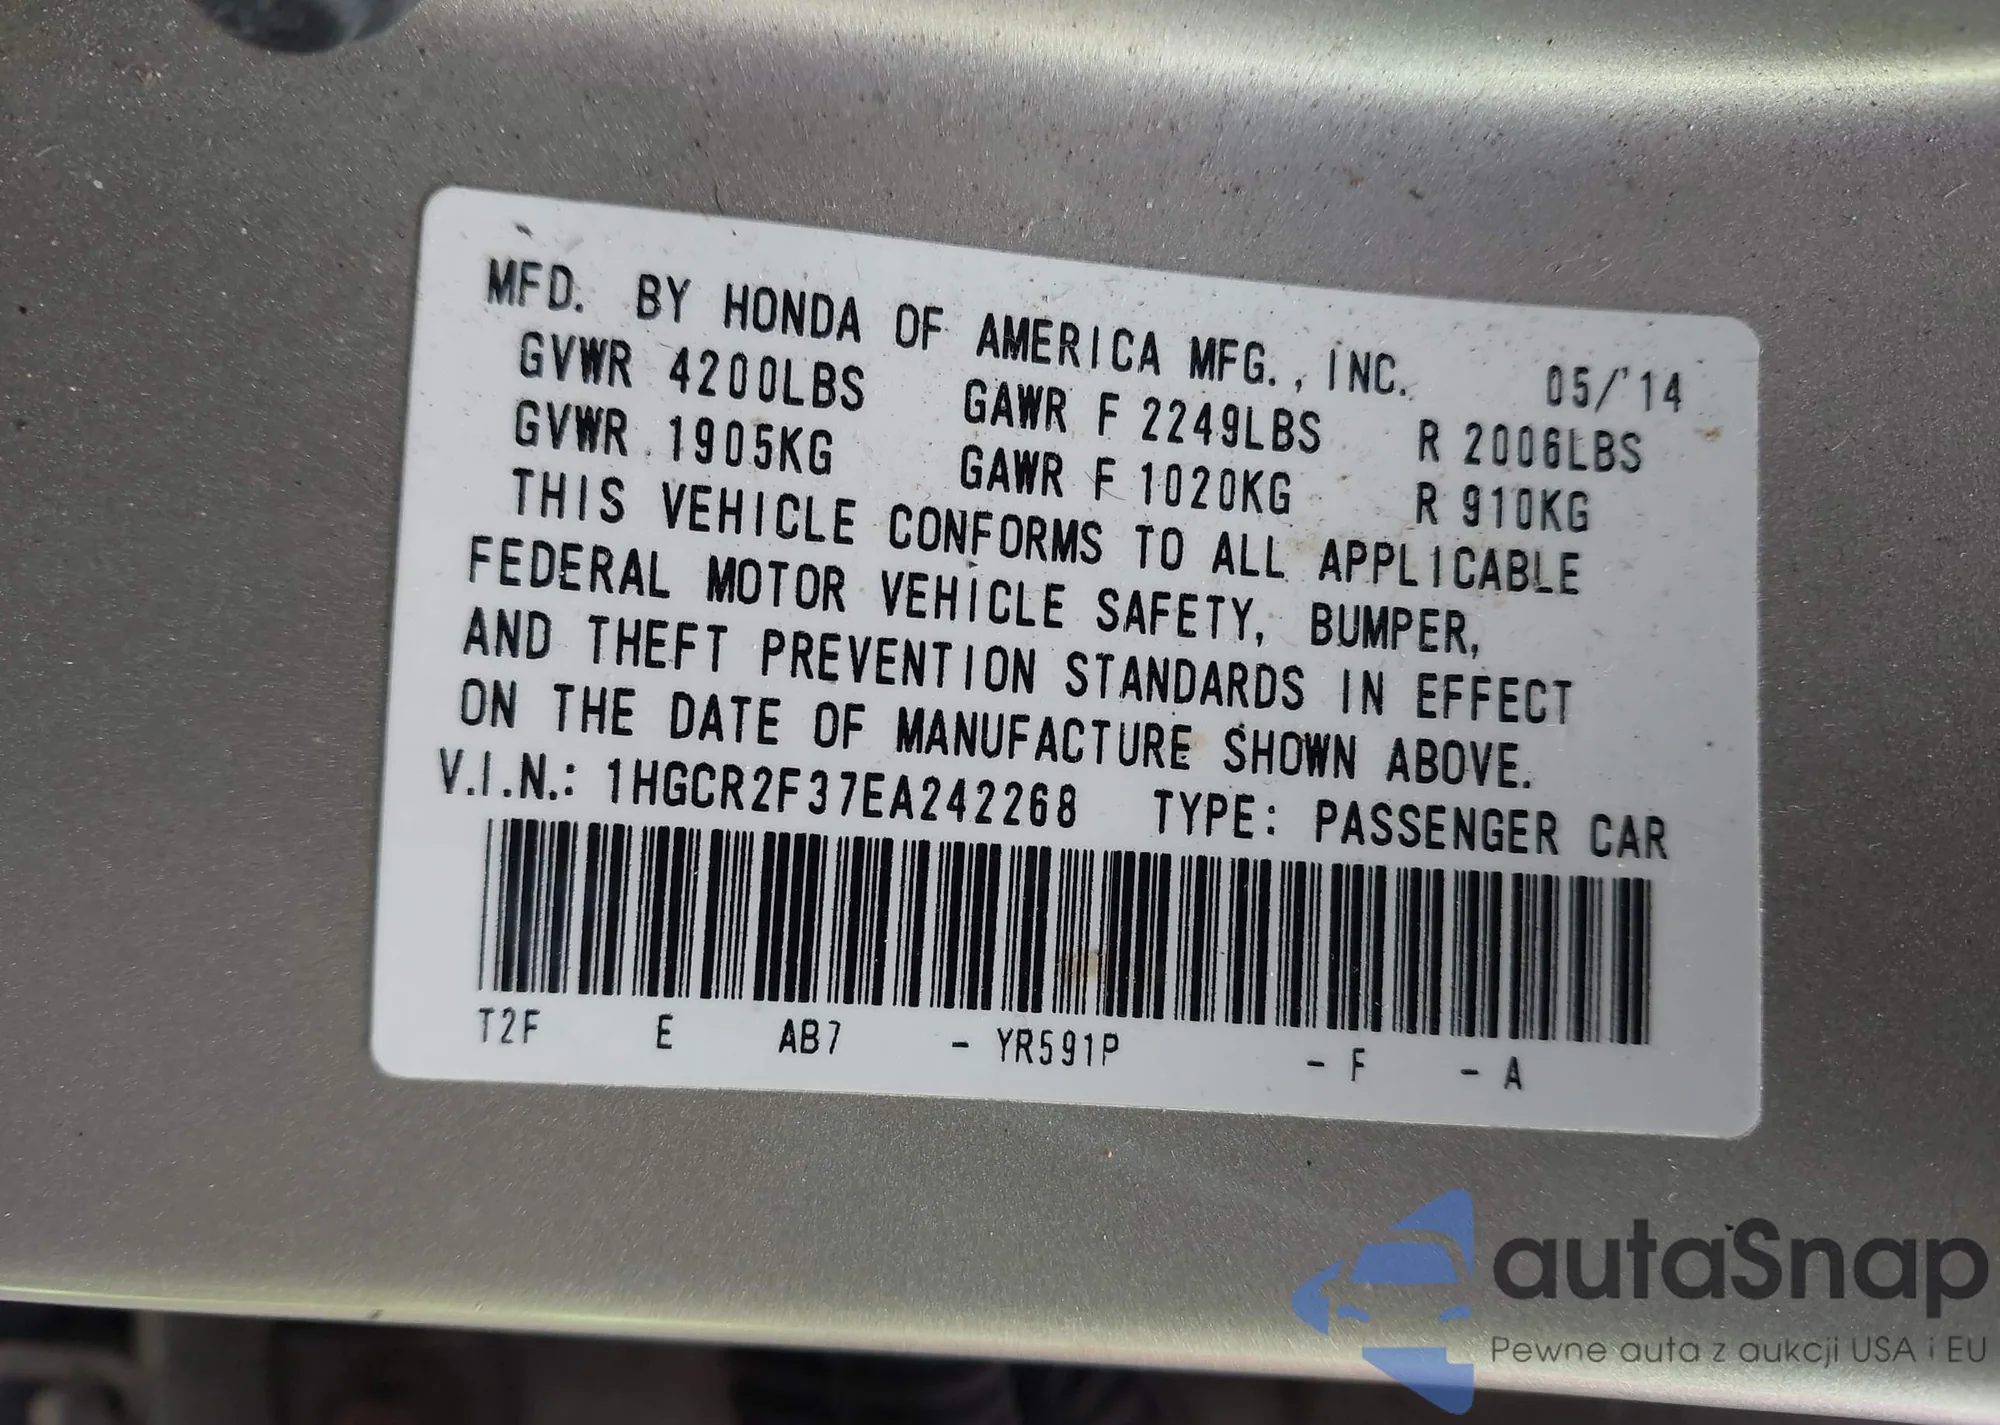 MFD. BY HONDA OF AMERICA MFG., INC. 05/'14
GVWR 4200LBS GAWR F 2249LBS R 2006LBS
GVWR 1905KG GAWR F 1020KG R 910KG
THIS VEHICLE CONFORMS TO ALL APPLICABLE
FEDERAL MOTOR VEHICLE SAFETY, BUMPER,
AND THEFT PREVENTION STANDARDS IN EFFECT
ON THE DATE OF MANUFACTURE SHOWN ABOVE.
V.I.N.: 1HGCR2F37EA242268 TYPE: PASSENGER CAR
T2F E AB7 - YR591P - F - A
autaSnap
Pewne auta z aukcji USA i EU